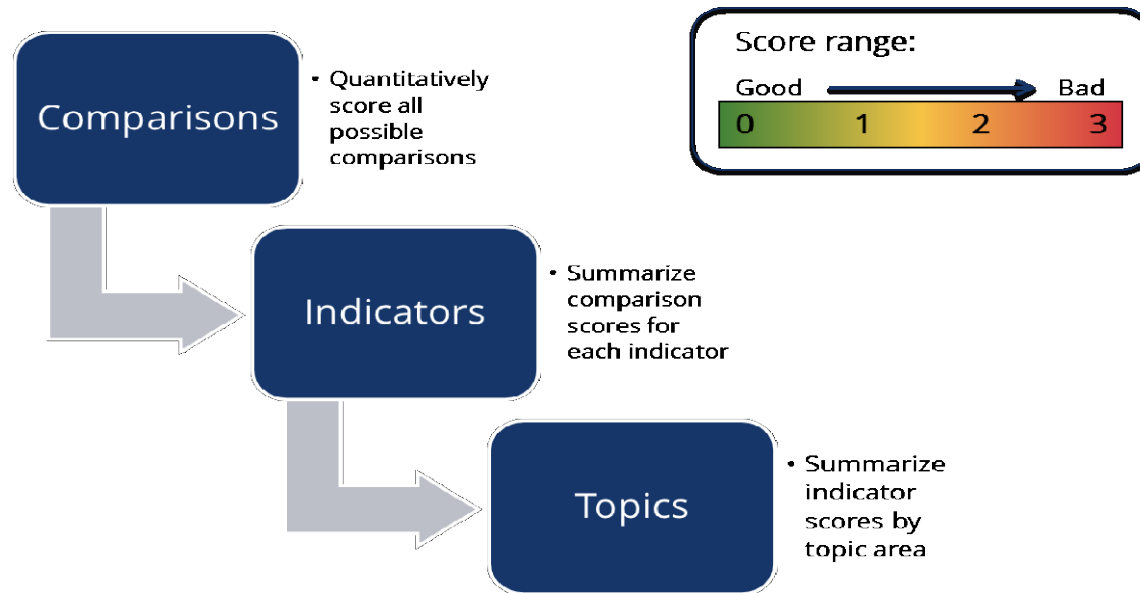 Comparisons
• Quantitatively
score all
possible
comparisons
Score range:
Good Bad
0 1 2 3
Indicators
• Summarize
comparison
scores for
each indicator
Topics
• Summarize
indicator
scores by
topic area